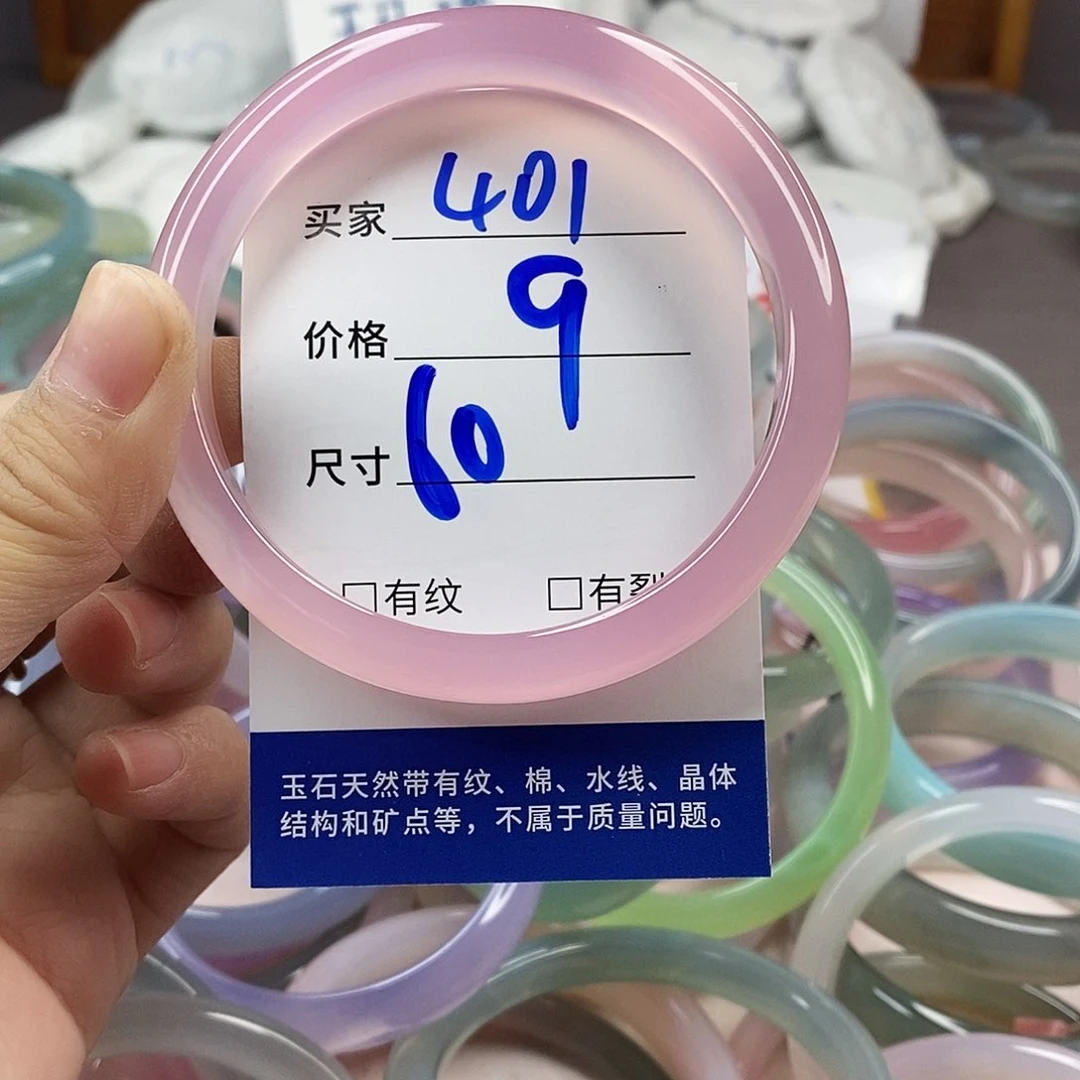 买家 401
价格 9
尺寸 60
□有纹 □有裂
玉石天然带有纹、棉、水线、晶体
结构和矿点等，不属于质量问题。